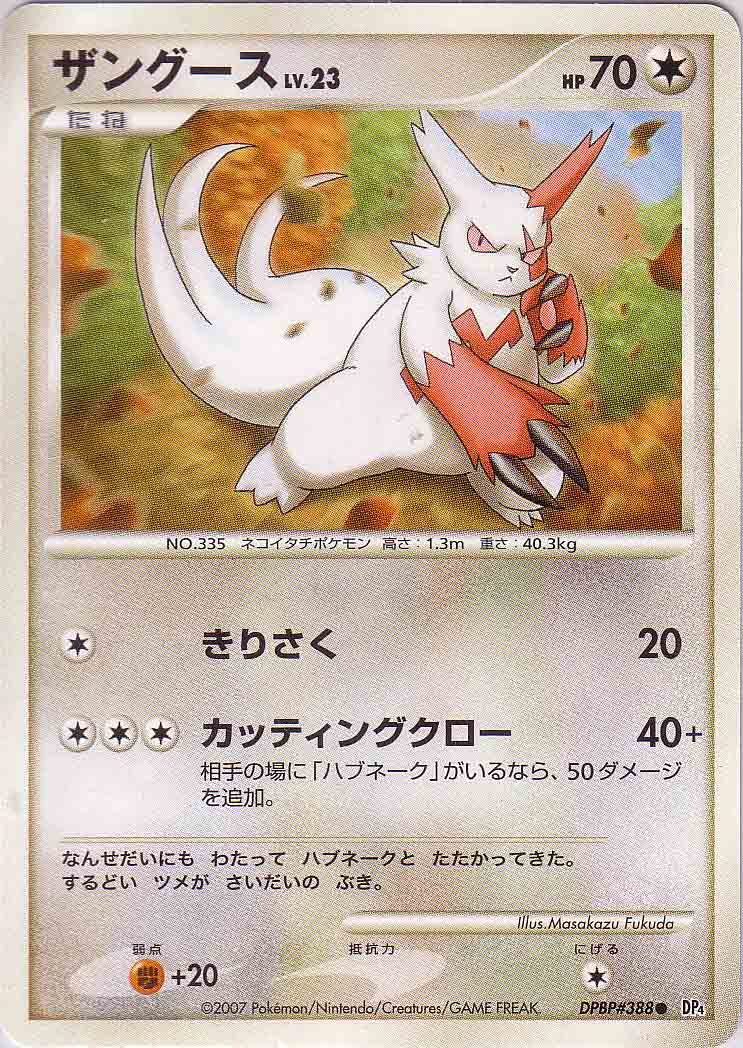 ザングース LV.23 HP 70
たね
NO.335 ネコイタチポケモン 高さ：1.3m 重さ：40.3kg
きりさく 20
カッティングクロー 40+
相手の場に「ハブネーク」がいるなら、50ダメージ
を追加。
なんせだいにも わたって ハブネークと たたかってきた。
するどい ツメが さいだいの ぶき。
Illus.Masakazu Fukuda
弱点 抵抗力 にげる
+20
©2007 Pokémon/Nintendo/Creatures/GAME FREAK.
DPBP#388 DP4